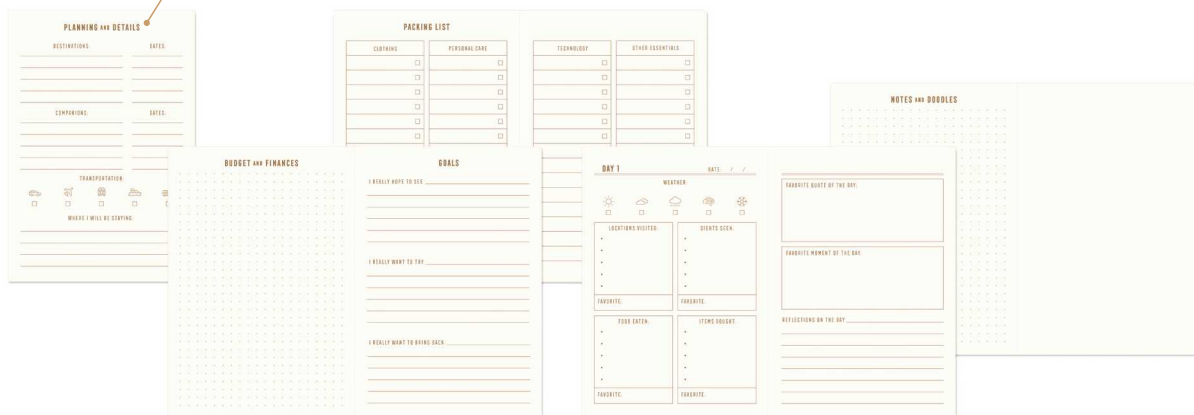 PLANNING AND DETAILS
DESTINATIONS: DATES:
COMPANIONS: DATES:
TRANSPORTATION:
WHERE I WILL BE STAYING:
PACKING LIST
CLOTHING PERSONAL CARE TECHNOLOGY OTHER ESSENTIALS
BUDGET AND FINANCES
GOALS
I REALLY HOPE TO SEE
I REALLY WANT TO TRY
I REALLY WANT TO BRING BACK
DAY 1 DATE: / /
WEATHER:
LOCATIONS VISITED: SIGHTS SEEN:
FAVORITE: FAVORITE:
FOOD EATEN: ITEMS BOUGHT:
FAVORITE: FAVORITE:
FAVORITE QUOTE OF THE DAY:
FAVORITE MOMENT OF THE DAY:
REFLECTIONS ON THE DAY
NOTES AND DOODLES